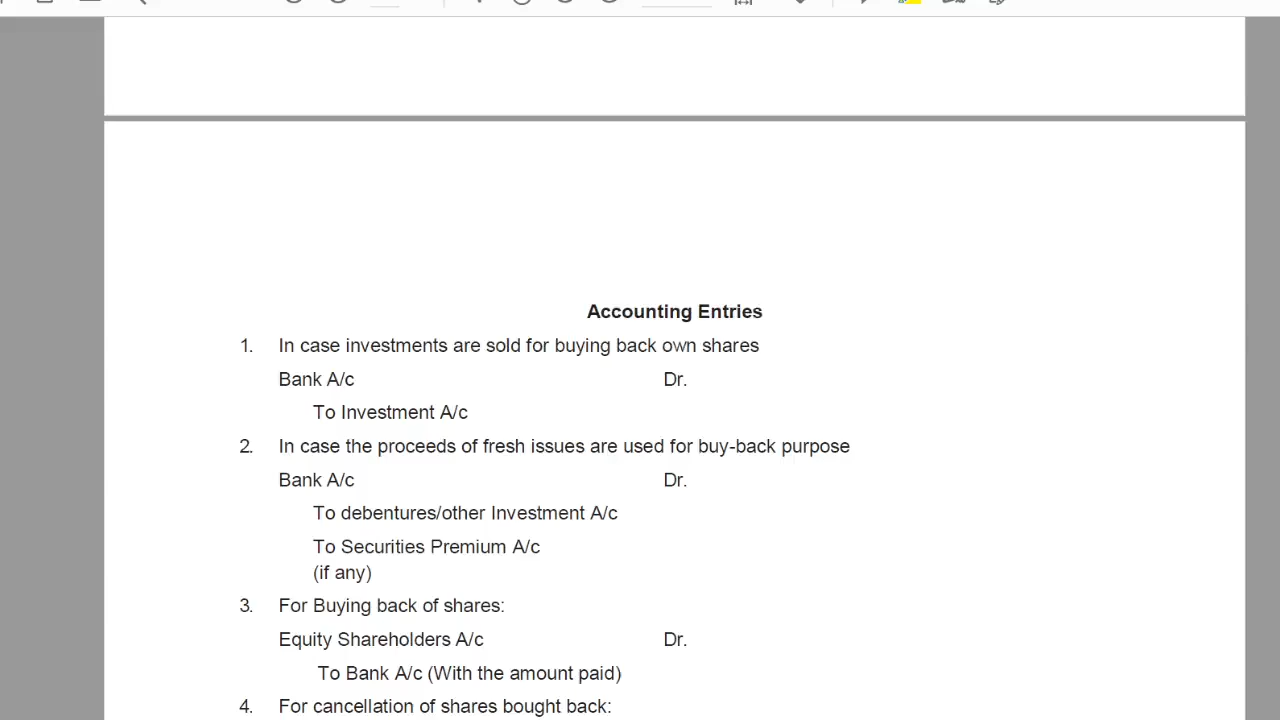 Accounting Entries
1. In case investments are sold for buying back own shares
Bank A/c Dr.
To Investment A/c
2. In case the proceeds of fresh issues are used for buy-back purpose
Bank A/c Dr.
To debentures/other Investment A/c
To Securities Premium A/c
(if any)
3. For Buying back of shares:
Equity Shareholders A/c Dr.
To Bank A/c (With the amount paid)
4. For cancellation of shares bought back: